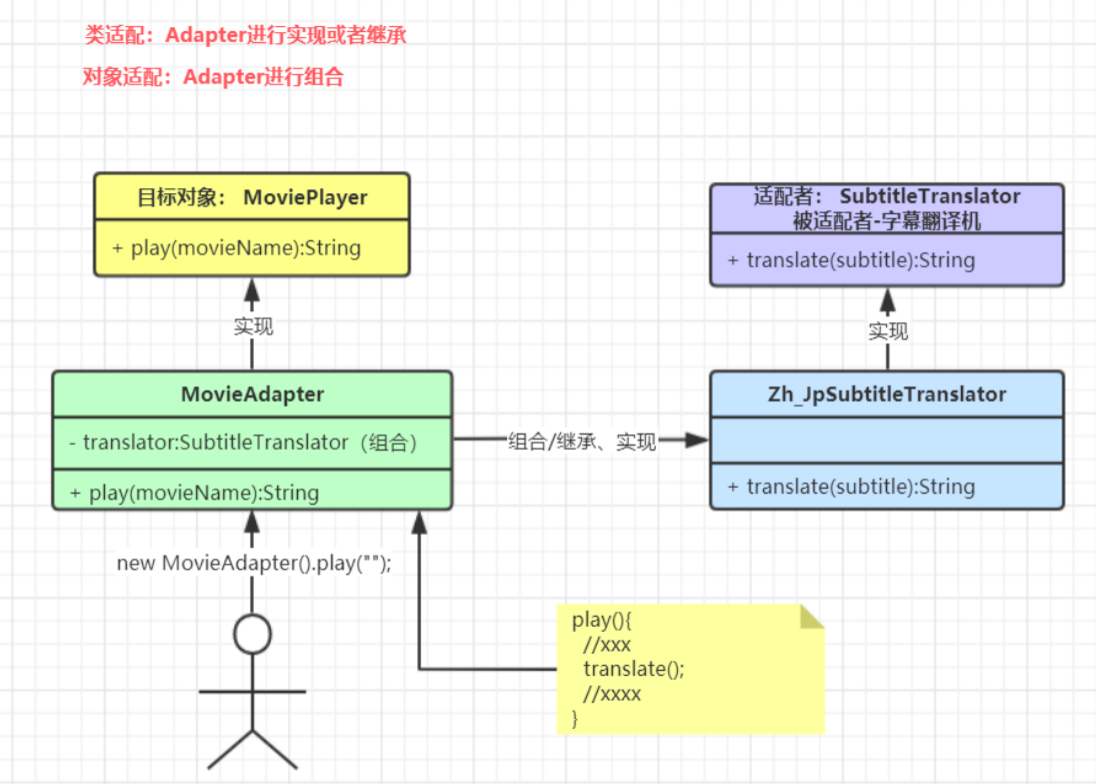 类适配：Adapter进行实现或者继承
对象适配：Adapter进行组合
目标对象： MoviePlayer
+ play(movieName):String
适配者： SubtitleTranslator
被适配者-字幕翻译机
+ translate(subtitle):String
实现
实现
MovieAdapter
- translator:SubtitleTranslator（组合）
+ play(movieName):String
组合/继承、实现
Zh_JpSubtitleTranslator
+ translate(subtitle):String
new MovieAdapter().play("");
play(){
//xxx
translate();
//xxxx
}